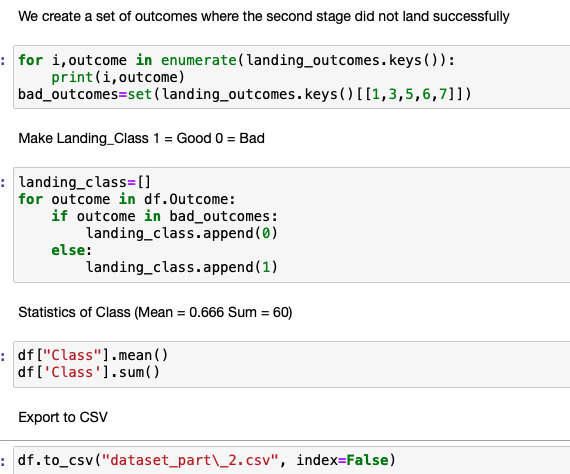 We create a set of outcomes where the second stage did not land successfully
: for i,outcome in enumerate(landing_outcomes.keys()):
    print(i,outcome)
bad_outcomes=set(landing_outcomes.keys()[[1,3,5,6,7]])
Make Landing_Class 1 = Good 0 = Bad
: landing_class=[]
for outcome in df.Outcome:
    if outcome in bad_outcomes:
        landing_class.append(0)
    else:
        landing_class.append(1)
Statistics of Class (Mean = 0.666 Sum = 60)
: df["Class"].mean()
df['Class'].sum()
Export to CSV
: df.to_csv("dataset_part\_2.csv", index=False)